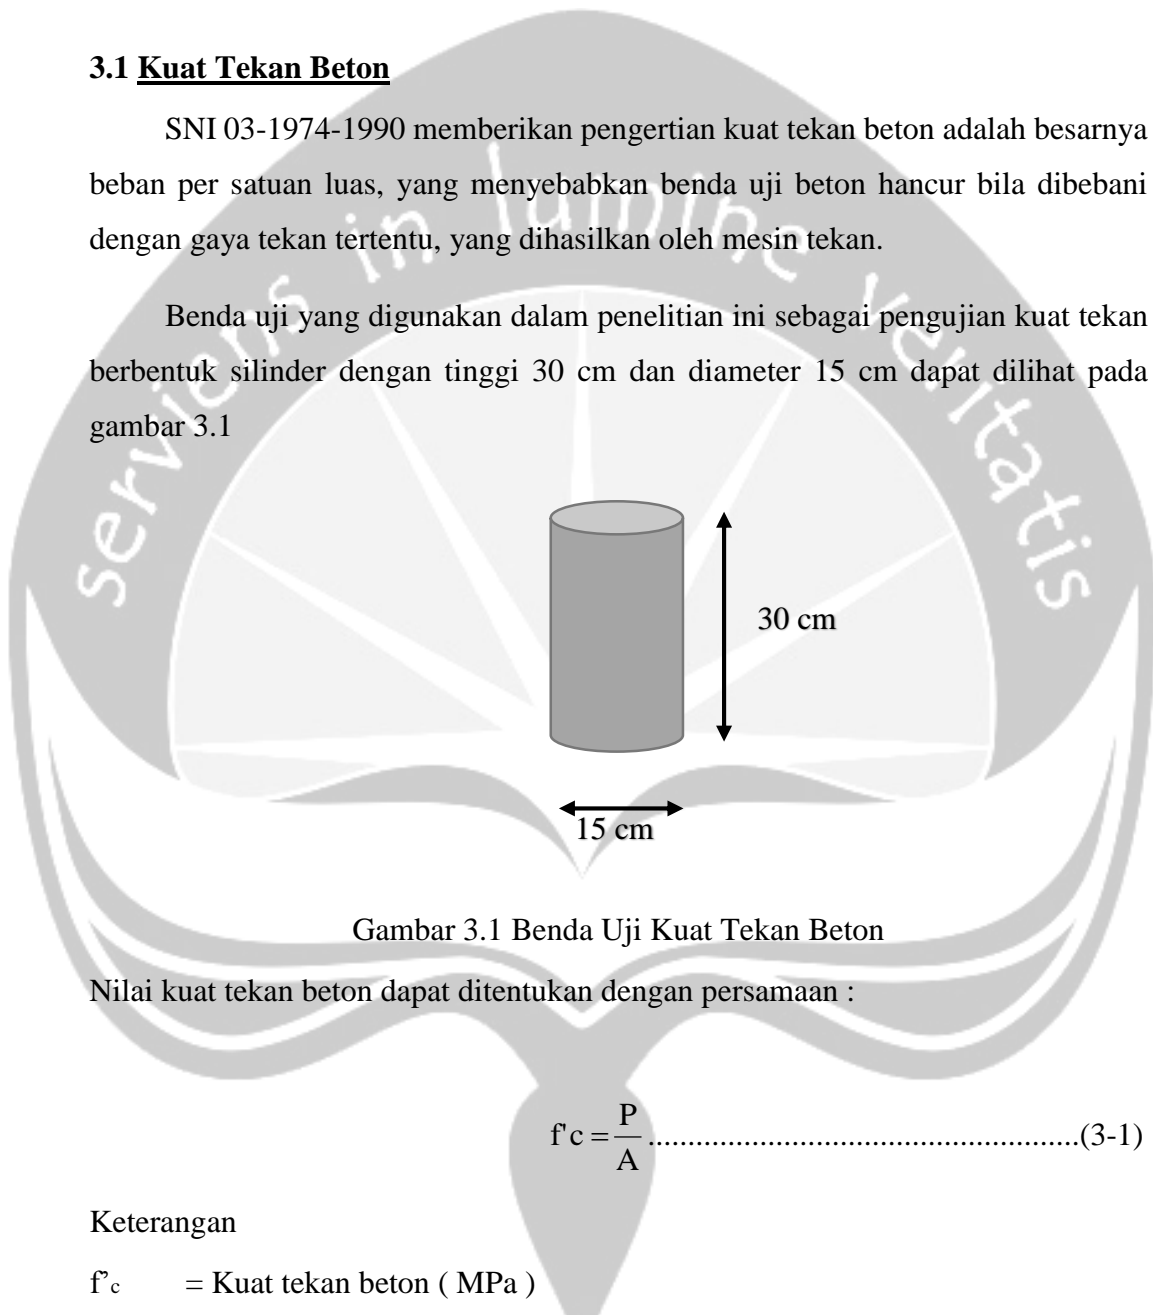 3.1 Kuat Tekan Beton
SNI 03-1974-1990 memberikan pengertian kuat tekan beton adalah besarnya
beban per satuan luas, yang menyebabkan benda uji beton hancur bila dibebani
dengan gaya tekan tertentu, yang dihasilkan oleh mesin tekan.
Benda uji yang digunakan dalam penelitian ini sebagai pengujian kuat tekan
berbentuk silinder dengan tinggi 30 cm dan diameter 15 cm dapat dilihat pada
gambar 3.1
serviens in lumine veritatis
30 cm
15 cm
Gambar 3.1 Benda Uji Kuat Tekan Beton
Nilai kuat tekan beton dapat ditentukan dengan persamaan :
f'c = P/A ......................................................(3-1)
Keterangan
f’c = Kuat tekan beton ( MPa )